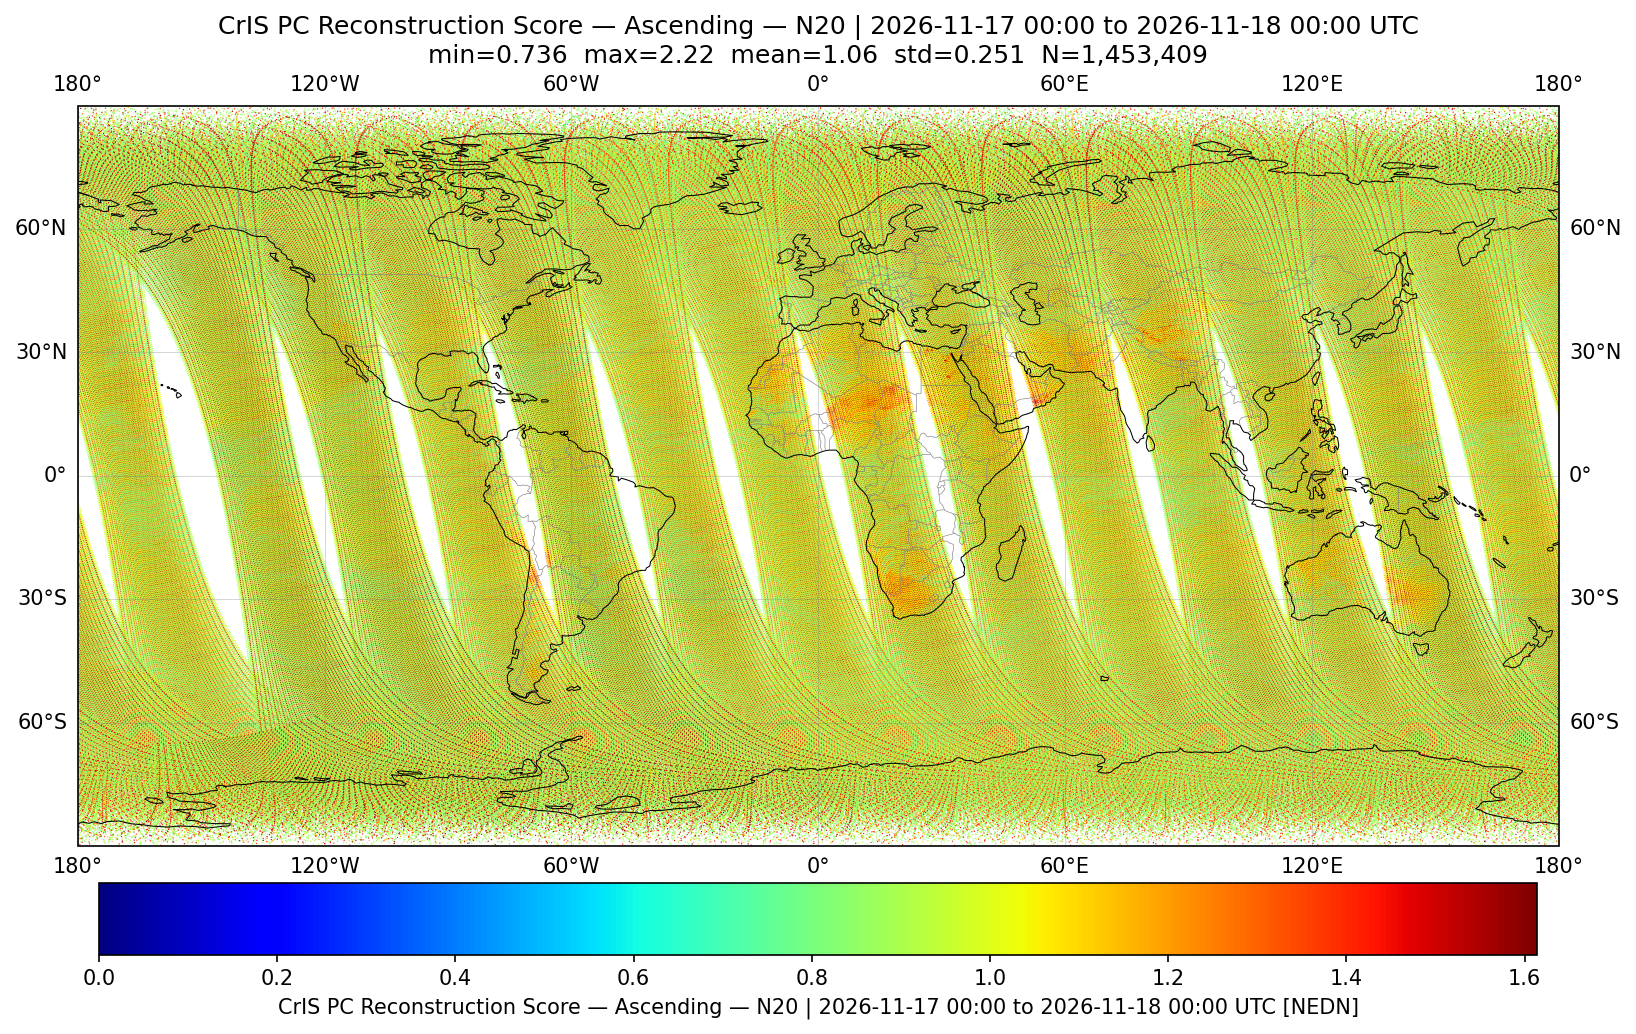 CrIS PC Reconstruction Score — Ascending — N20 | 2026-11-17 00:00 to 2026-11-18 00:00 UTC
min=0.736 max=2.22 mean=1.06 std=0.251 N=1,453,409
180° 120°W 60°W 0° 60°E 120°E 180°
60°N 60°N
30°N 30°N
0° 0°
30°S 30°S
60°S 60°S
180° 120°W 60°W 0° 60°E 120°E 180°
0.0 0.2 0.4 0.6 0.8 1.0 1.2 1.4 1.6
CrIS PC Reconstruction Score — Ascending — N20 | 2026-11-17 00:00 to 2026-11-18 00:00 UTC [NEDN]